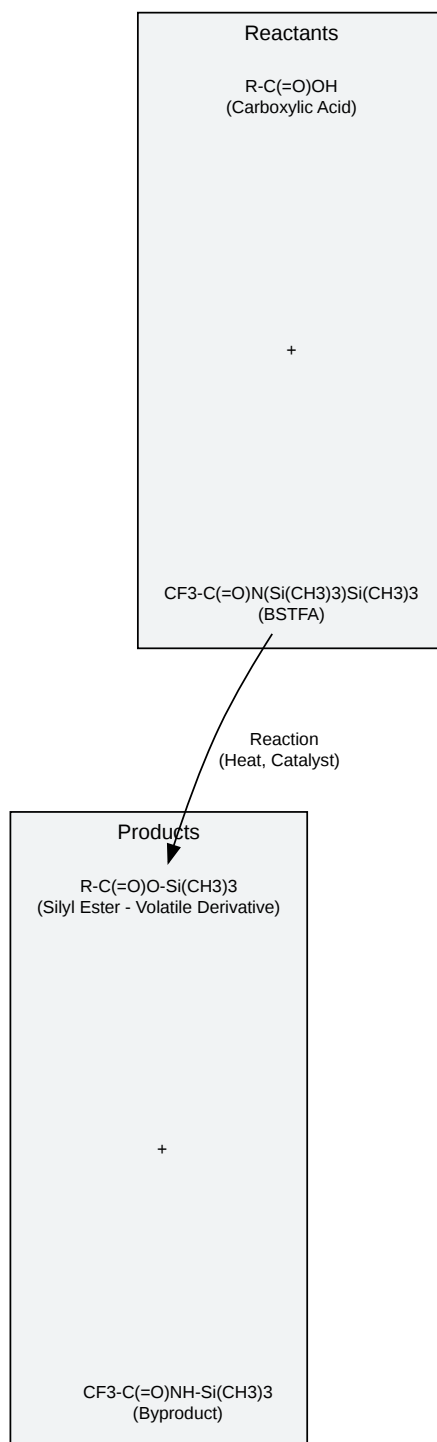 Reactants
R-C(=O)OH
(Carboxylic Acid)
+
CF3-C(=O)N(Si(CH3)3)Si(CH3)3
(BSTFA)
Reaction
(Heat, Catalyst)
Products
R-C(=O)O-Si(CH3)3
(Silyl Ester - Volatile Derivative)
+
CF3-C(=O)NH-Si(CH3)3
(Byproduct)